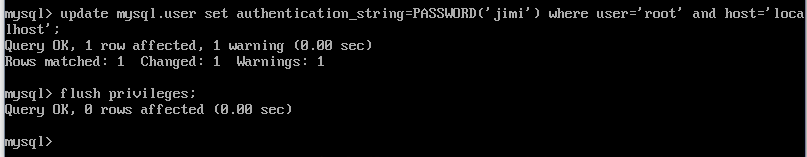 mysql> update mysql.user set authentication_string=PASSWORD('jimi') where user='root' and host='loca
lhost';
Query OK, 1 row affected, 1 warning (0.00 sec)
Rows matched: 1  Changed: 1  Warnings: 1
mysql> flush privileges;
Query OK, 0 rows affected (0.00 sec)
mysql>